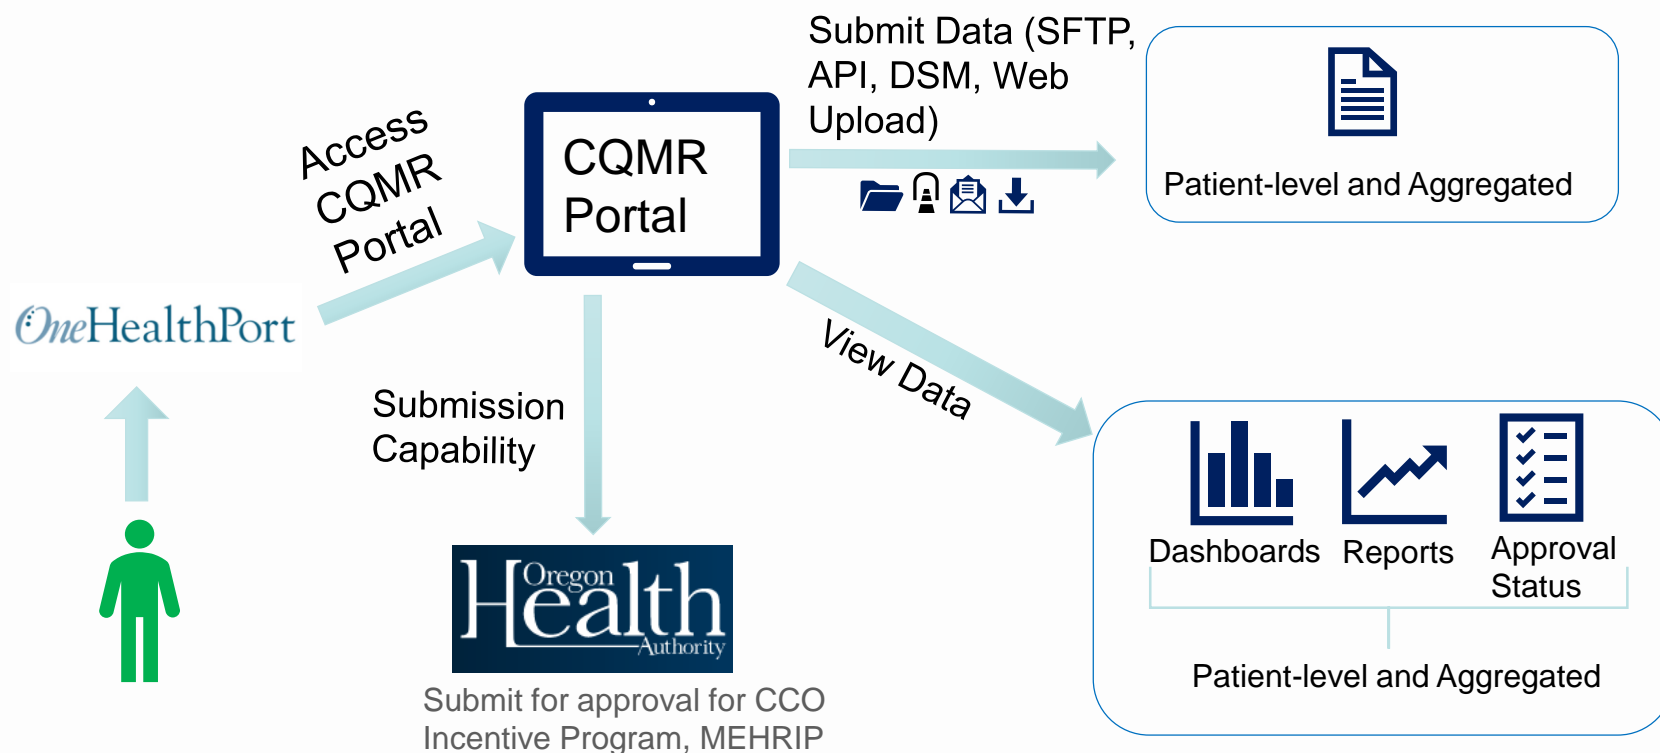 Submit Data (SFTP,
API, DSM, Web
Upload)
Patient-level and Aggregated
CQMR
Portal
Access
CQMR
Portal
OneHealthPort
View Data
Submission
Capability
Oregon
Health
Authority
Submit for approval for CCO
Incentive Program, MEHRIP
Dashboards
Reports
Approval
Status
Patient-level and Aggregated